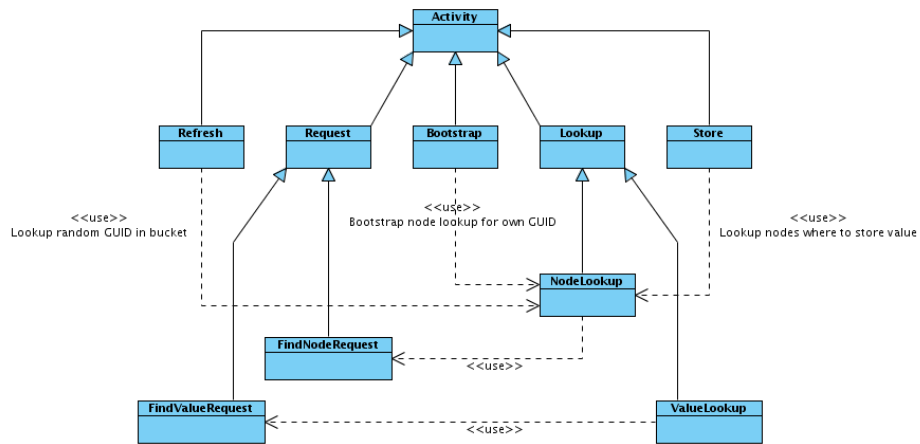 Activity
Refresh
Request
Bootstrap
Lookup
Store
<<use>>
Lookup random GUID in bucket
<<use>>
Bootstrap node lookup for own GUID
<<use>>
Lookup nodes where to store value
NodeLookup
FindNodeRequest
<<use>>
FindValueRequest
<<use>>
ValueLookup